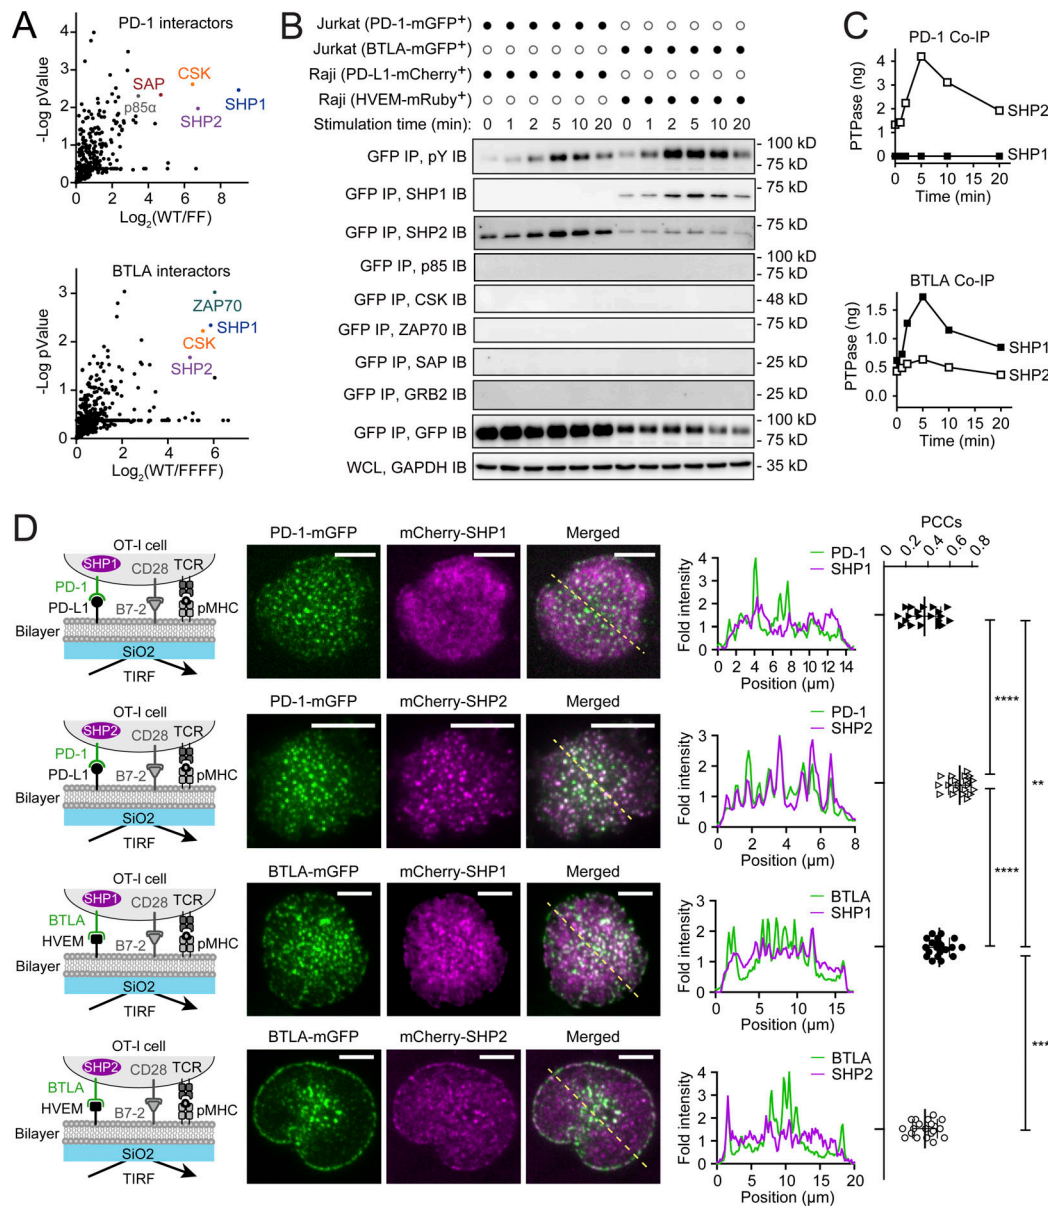 A
PD-1 interactors
-Log pValue
4
3
2
1
0
SAP
CSK
p85α
SHP2
SHP1
0 2 4 6 8 10
Log2(WT/FF)
BTLA interactors
-Log pValue
3
2
1
0
ZAP70
SHP1
CSK
SHP2
0 2 4 6 8
Log2(WT/FFFF)
B
Jurkat (PD-1-mGFP+)
Jurkat (BTLA-mGFP+)
Raji (PD-L1-mCherry+)
Raji (HVEM-mRuby+)
Stimulation time (min): 0 1 2 5 10 20 0 1 2 5 10 20
GFP IP, pY IB
- 100 kD
- 75 kD
GFP IP, SHP1 IB
- 75 kD
GFP IP, SHP2 IB
- 75 kD
GFP IP, p85 IB
- 100 kD
- 75 kD
GFP IP, CSK IB
- 48 kD
GFP IP, ZAP70 IB
- 75 kD
GFP IP, SAP IB
- 25 kD
GFP IP, GRB2 IB
- 25 kD
GFP IP, GFP IB
- 100 kD
- 75 kD
WCL, GAPDH IB
- 35 kD
C
PD-1 Co-IP
PTPase (ng)
5
4
3
2
1
0
SHP2
SHP1
0 5 10 15 20
Time (min)
BTLA Co-IP
PTPase (ng)
1.5
1.0
0.5
0.0
SHP1
SHP2
0 5 10 15 20
Time (min)
D
PD-1-mGFP mCherry-SHP1 Merged
OT-I cell
SHP1
CD28 TCR
PD-1
PD-L1
B7-2
pMHC
Bilayer
SiO2
TIRF
PD-1
SHP1
Fold intensity
4
3
2
1
0
0 2 4 6 8 10 12 14
Position (µm)
PCCs
0 0.2 0.4 0.6 0.8
PD-1-mGFP mCherry-SHP2 Merged
OT-I cell
SHP2
CD28 TCR
PD-1
PD-L1
B7-2
pMHC
Bilayer
SiO2
TIRF
PD-1
SHP2
Fold intensity
3
2
1
0
0 2 4 6 8
Position (µm)
****
**
****
BTLA-mGFP mCherry-SHP1 Merged
OT-I cell
SHP1
CD28 TCR
BTLA
HVEM
B7-2
pMHC
Bilayer
SiO2
TIRF
BTLA
SHP1
Fold intensity
4
3
2
1
0
0 5 10 15
Position (µm)
BTLA-mGFP mCherry-SHP2 Merged
OT-I cell
SHP2
CD28 TCR
BTLA
HVEM
B7-2
pMHC
Bilayer
SiO2
TIRF
BTLA
SHP2
Fold intensity
4
3
2
1
0
0 5 10 15 20
Position (µm)
***